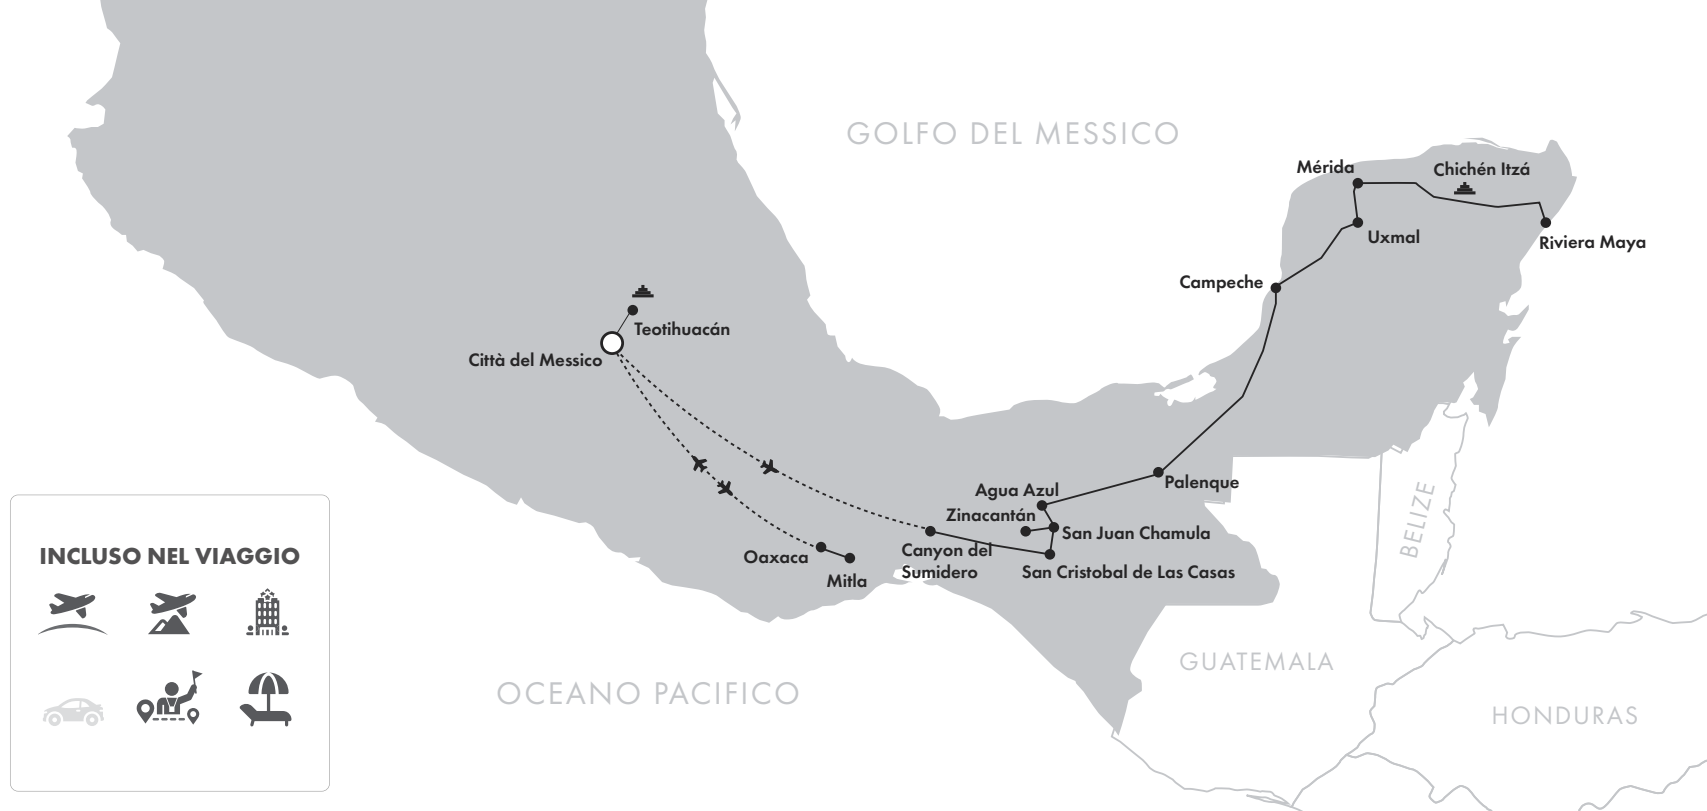 GOLFO DEL MESSICO
Mérida
Chichén Itzá
Uxmal
Riviera Maya
Campeche
Teotihuacán
Città del Messico
Palenque
Agua Azul
Zinacantán
San Juan Chamula
Canyon del
Sumidero
San Cristobal de Las Casas
Oaxaca
Mitla
BELIZE
INCLUSO NEL VIAGGIO
GUATEMALA
OCEANO PACIFICO
HONDURAS